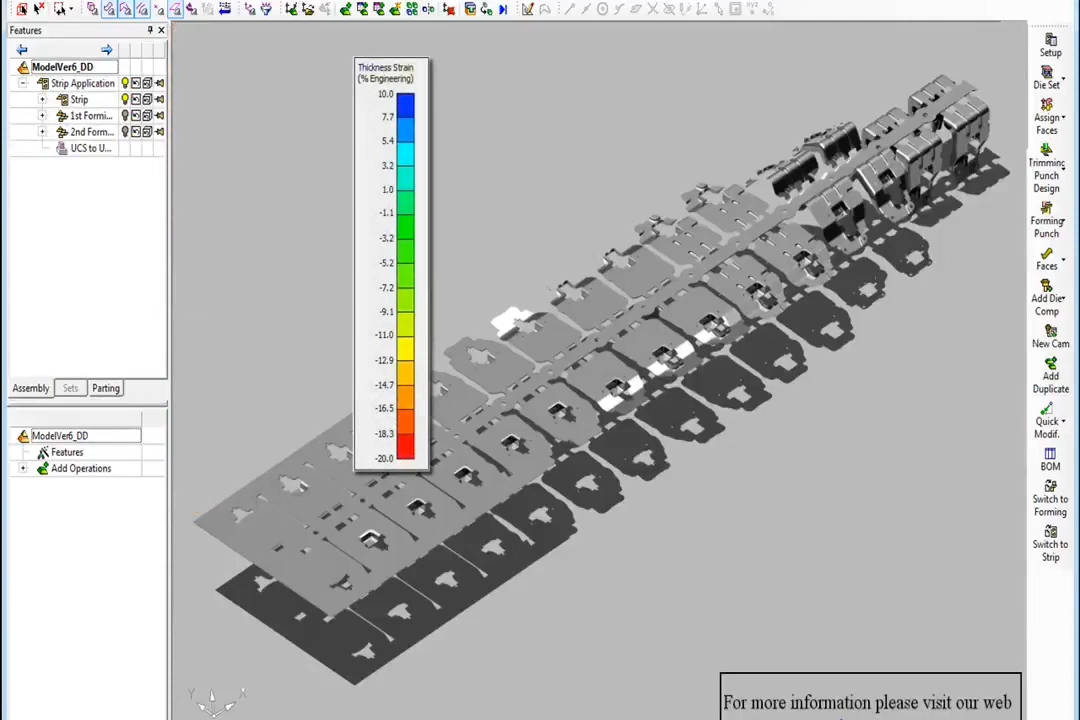 Features
ModelVer6_DD
Strip Application
Strip
1st Formi...
2nd Form...
UCS to U...
Assembly
Sets
Parting
ModelVer6_DD
Features
Add Operations
Thickness Strain
(% Engineering)
10.0
7.7
5.4
3.2
1.0
-1.1
-3.2
-5.2
-7.2
-9.1
-11.0
-12.9
-14.7
-16.5
-18.3
-20.0
Y
X
Setup
Die Set
Assign
Faces
Trimming
Punch
Design
Forming
Punch
Faces
Add Die
Comp
New Cam
Add
Duplicate
Quick
Modif.
BOM
Switch to
Forming
Switch to
Strip
For more information please visit our web